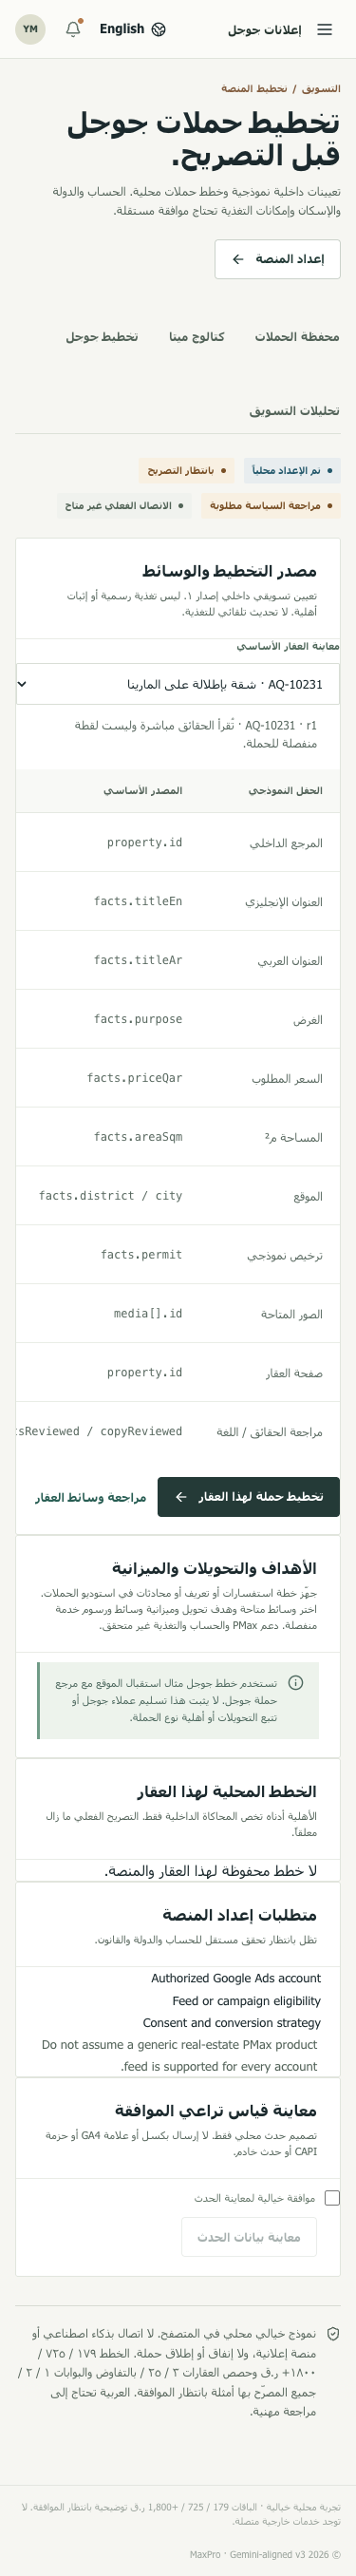 إعلانات جوجل
English
YM
التسويق / تخطيط المنصة
تخطيط حملات جوجل
قبل التصريح.
تعيينات داخلية نموذجية وخطط حملات محلية. الحساب والدولة
والإسكان وإمكانات التغذية تحتاج موافقة مستقلة.
إعداد المنصة
محفظة الحملات
كتالوج ميتا
تخطيط جوجل
تحليلات التسويق
تم الإعداد محلياً
بانتظار التصريح
مراجعة السياسة مطلوبة
الاتصال الفعلي غير متاح
مصدر التخطيط والوسائط
تعيين تسويقي داخلي إصدار ١. ليس تغذية رسمية أو إثبات
أهلية. لا تحديث تلقائي للتغذية.
معاينة العقار الأساسي
AQ-10231 · شقة بإطلالة على المارينا
AQ-10231 · r1 · تُقرأ الحقائق مباشرة وليست لقطة
منفصلة للحملة.
الحقل النموذجي
المصدر الأساسي
المرجع الداخلي
property.id
العنوان الإنجليزي
facts.titleEn
العنوان العربي
facts.titleAr
الغرض
facts.purpose
السعر المطلوب
facts.priceQar
المساحة م²
facts.areaSqm
الموقع
facts.district / city
ترخيص نموذجي
facts.permit
الصور المتاحة
media[].id
صفحة العقار
property.id
مراجعة الحقائق / اللغة
sReviewed / copyReviewed
تخطيط حملة لهذا العقار
مراجعة وسائط العقار
الأهداف والتحويلات والميزانية
جهّز خطة استفسارات أو تعريف أو محادثات في استوديو الحملات.
اختر وسائط متاحة وهدف تحويل وميزانية وسائط ورسوم خدمة
منفصلة. دعم PMax والحساب والتغذية غير متحقق.
تستخدم خطط جوجل مثال استقبال الموقع مع مرجع
حملة جوجل. لا يثبت هذا تسليم عملاء جوجل أو
تتبع التحويلات أو أهلية نوع الحملة.
الخطط المحلية لهذا العقار
الأهلية أدناه تخص المحاكاة الداخلية فقط. التصريح الفعلي ما زال
معلقاً.
لا خطط محفوظة لهذا العقار والمنصة.
متطلبات إعداد المنصة
تظل بانتظار تحقق مستقل للحساب والدولة والقانون.
Authorized Google Ads account
Feed or campaign eligibility
Consent and conversion strategy
Do not assume a generic real-estate PMax product
feed is supported for every account.
معاينة قياس تراعي الموافقة
تصميم حدث محلي فقط. لا إرسال بكسل أو علامة GA4 أو حزمة
CAPI أو حدث خادم.
موافقة خيالية لمعاينة الحدث
معاينة بيانات الحدث
نموذج خيالي محلي في المتصفح. لا اتصال بذكاء اصطناعي أو
منصة إعلانية، ولا إنفاق أو إطلاق حملة. الخطط ١٧٩ / ٧٢٥ /
١٨٠٠+ ر.ق وحصص العقارات ٣ / ٢٥ / بالتفاوض والبوابات ١ / ٢ /
جميع المصرّح بها أمثلة بانتظار الموافقة. العربية تحتاج إلى
مراجعة مهنية.
تجربة محلية خيالية · الباقات 179 / 725 / +1,800 ر.ق توضيحية بانتظار الموافقة. لا
توجد خدمات خارجية متصلة.
© 2026 MaxPro · Gemini-aligned v3